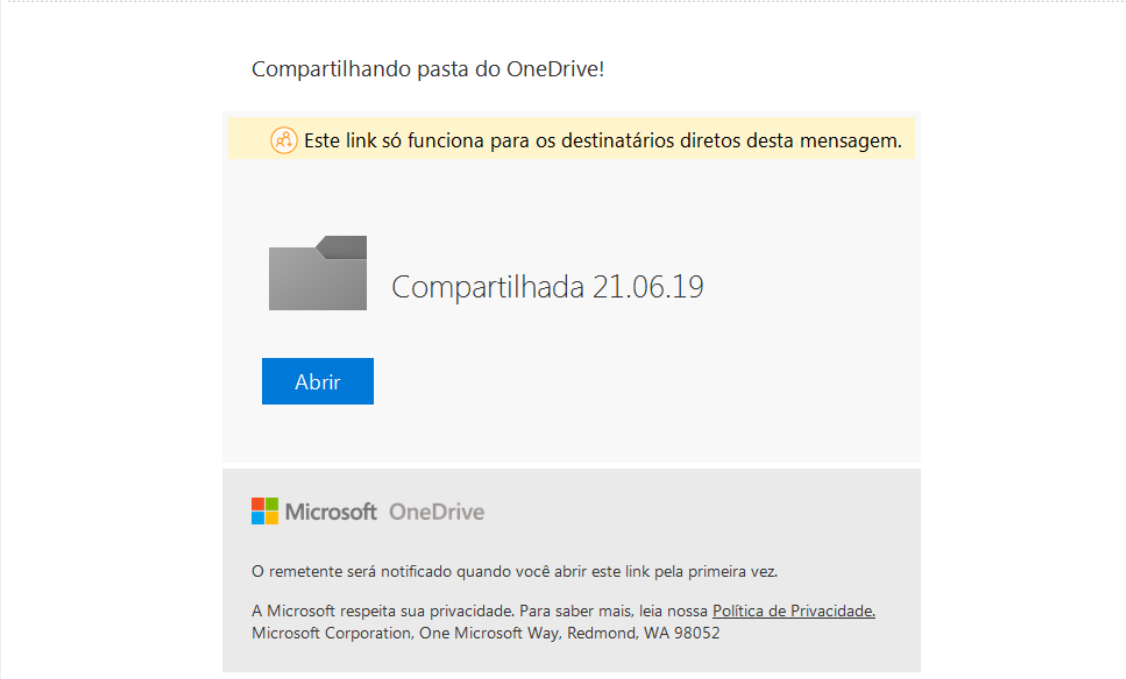 Compartilhando pasta do OneDrive!
Este link só funciona para os destinatários diretos desta mensagem.
Compartilhada 21.06.19
Abrir
Microsoft OneDrive
O remetente será notificado quando você abrir este link pela primeira vez.
A Microsoft respeita sua privacidade. Para saber mais, leia nossa Política de Privacidade.
Microsoft Corporation, One Microsoft Way, Redmond, WA 98052